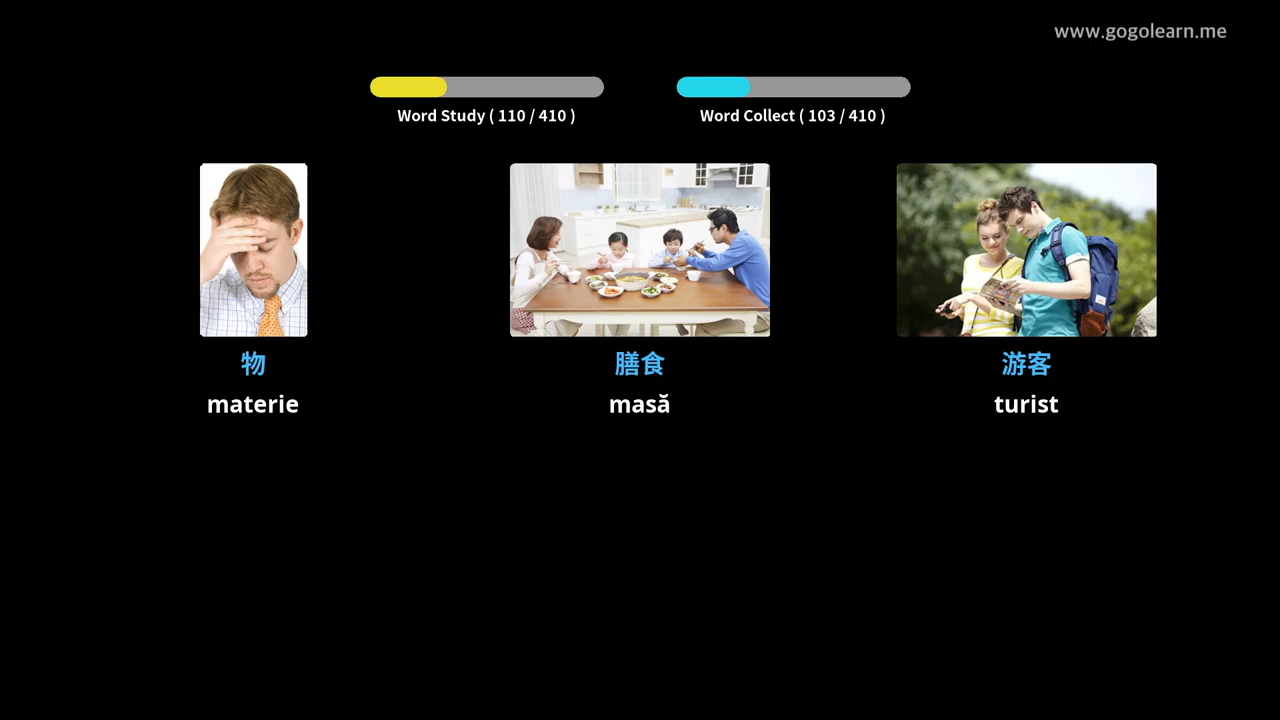 www.gogolearn.me
Word Study ( 110 / 410 )
Word Collect ( 103 / 410 )
物
膳食
游客
materie
masă
turist